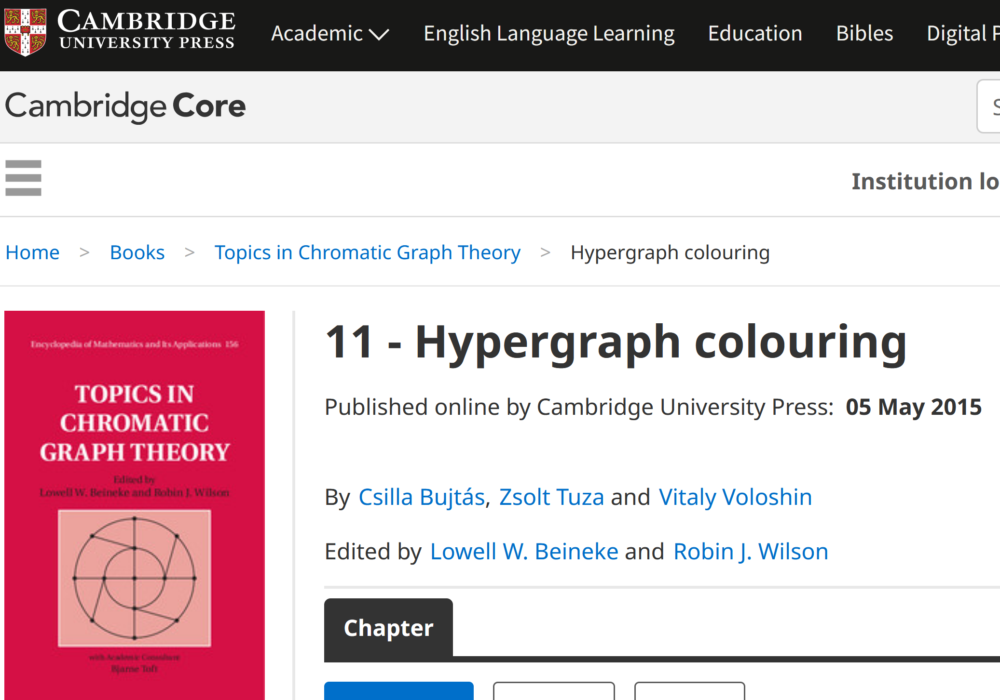 CAMBRIDGE
UNIVERSITY PRESS
Academic English Language Learning Education Bibles Digital P
Cambridge Core
S
Institution lo
Home > Books > Topics in Chromatic Graph Theory > Hypergraph colouring
Encyclopedia of Mathematics and Its Applications 156
TOPICS IN
CHROMATIC
GRAPH THEORY
Edited by
Lowell W. Beineke and Robin J. Wilson
with Academic Consultant
Bjarne Toft
11 - Hypergraph colouring
Published online by Cambridge University Press: 05 May 2015
By Csilla Bujtás, Zsolt Tuza and Vitaly Voloshin
Edited by Lowell W. Beineke and Robin J. Wilson
Chapter